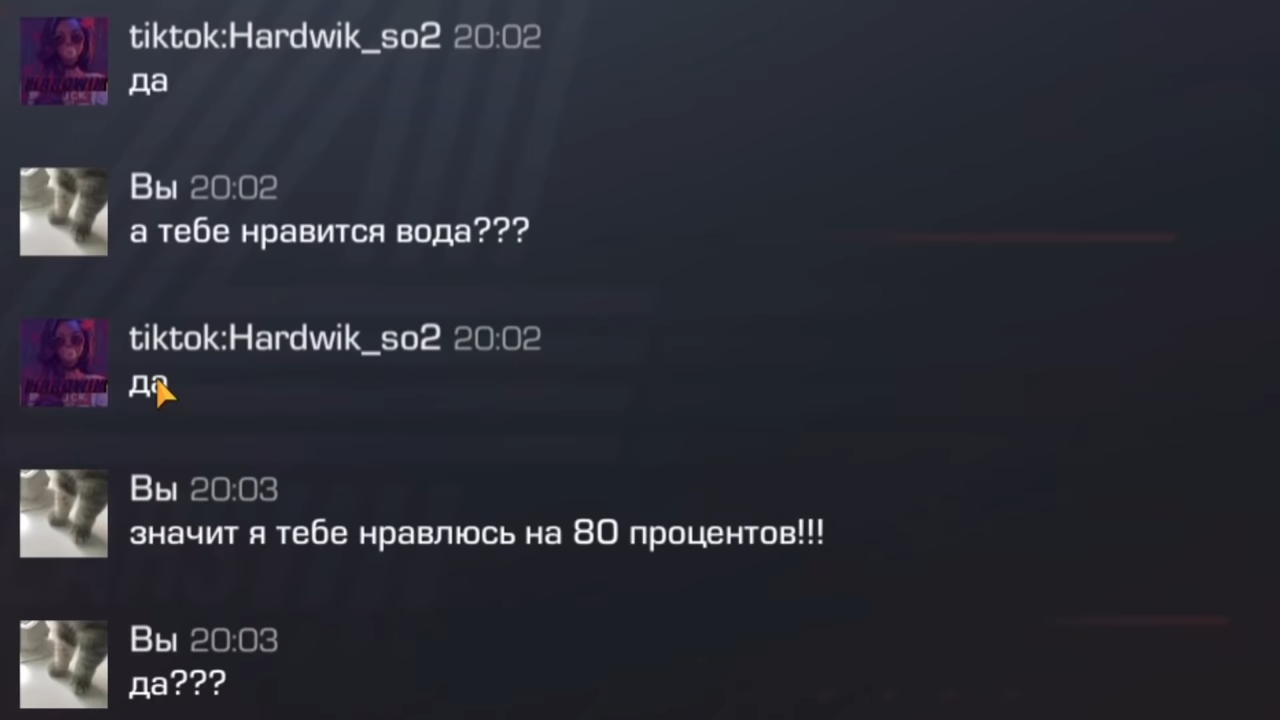 tiktok:Hardwik_so2 20:02
да
Вы 20:02
а тебе нравится вода???
tiktok:Hardwik_so2 20:02
да
Вы 20:03
значит я тебе нравлюсь на 80 процентов!!!
Вы 20:03
да???